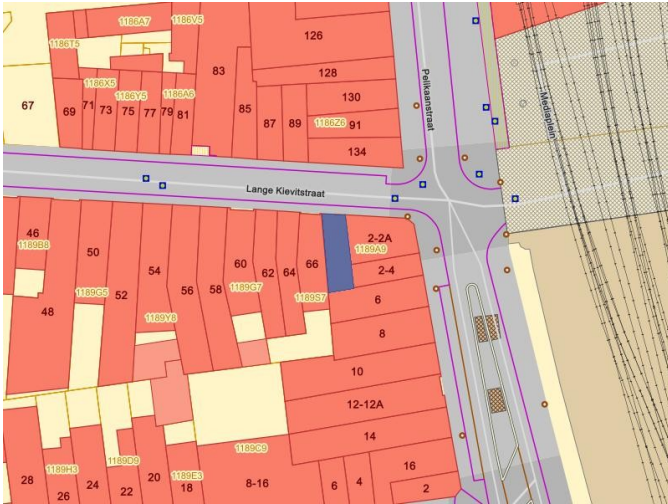 1186A7
1186V5
1186T5
126
83
128
67
69
71
1186X5
73
1186Y5
75
77
79
1186A6
81
85
87
89
130
1186Z6
91
134
Pelikaanstraat
Mediaplein
Lange Kievitstraat
46
1189B8
48
50
1189G5
52
54
1189Y8
56
58
60
1189G7
62
64
66
1189S7
2-2A
1189A9
2-4
6
8
10
12-12A
14
16
2
4
6
8-16
1189C9
28
1189H3
26
24
1189D9
22
20
1189E3
18